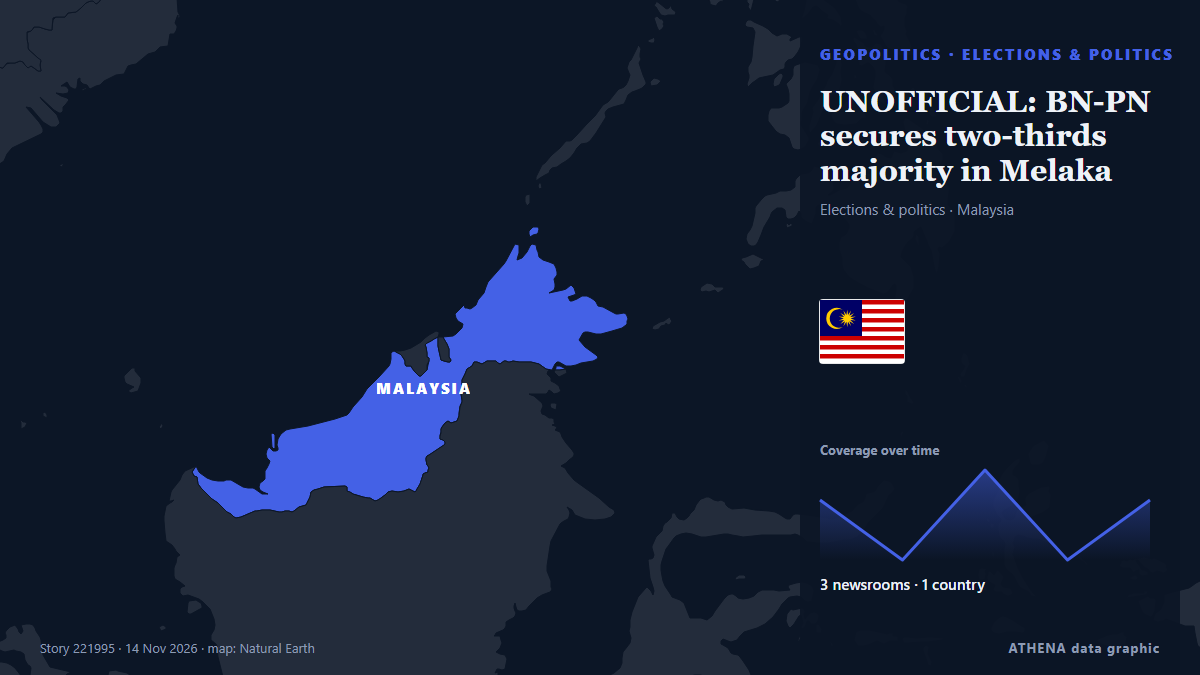 GEOPOLITICS · ELECTIONS & POLITICS
UNOFFICIAL: BN-PN
secures two-thirds
majority in Melaka
Elections & politics · Malaysia
MALAYSIA
Coverage over time
3 newsrooms · 1 country
Story 221995 · 14 Nov 2026 · map: Natural Earth
ATHENA data graphic